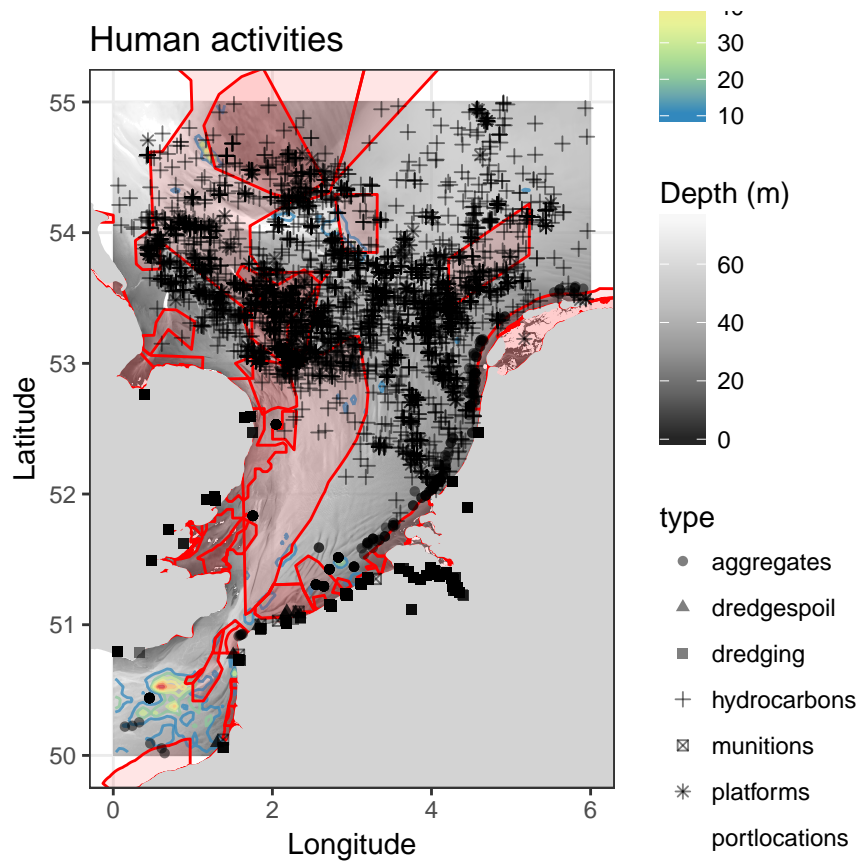 Human activities
55
54
53
52
51
50
Latitude
0
2
4
6
Longitude
30
20
10
Depth (m)
60
40
20
0
type
aggregates
dredgespoil
dredging
hydrocarbons
munitions
platforms
portlocations